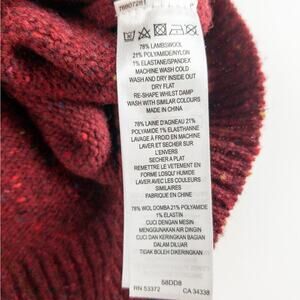 76607281 P
78% LAMBSWOOL
21% POLYAMIDE/NYLON
1% ELASTANE/SPANDEX
MACHINE WASH COLD
WASH AND DRY INSIDE OUT
DRY FLAT
RE-SHAPE WHILST DAMP
WASH WITH SIMILAR COLOURS
MADE IN CHINA
78% LAINE D'AGNEAU 21%
POLYAMIDE 1% ELASTHANNE
LAVAGE À FROID EN MACHINE
LAVER ET SECHER SUR
L'ENVERS
SECHER A PLAT
REMETTRE LE VETEMENT EN
FORME LOSQU' HUMIDE
LAVER AVEC LES COULEURS
SIMILAIRES
FABRIQUE EN CHINE
78% WOL DOMBA 21% POLYAMIDE
1% ELASTIN
CUCI DENGAN MESIN
MENGGUNAKAN AIR DINGIN
CUCI DAN KERINGKAN BAGIAN
DALAM DILUAR
TIDAK BOLEH DIKERINGKAN
58DD8
RN 53372 CA 34338